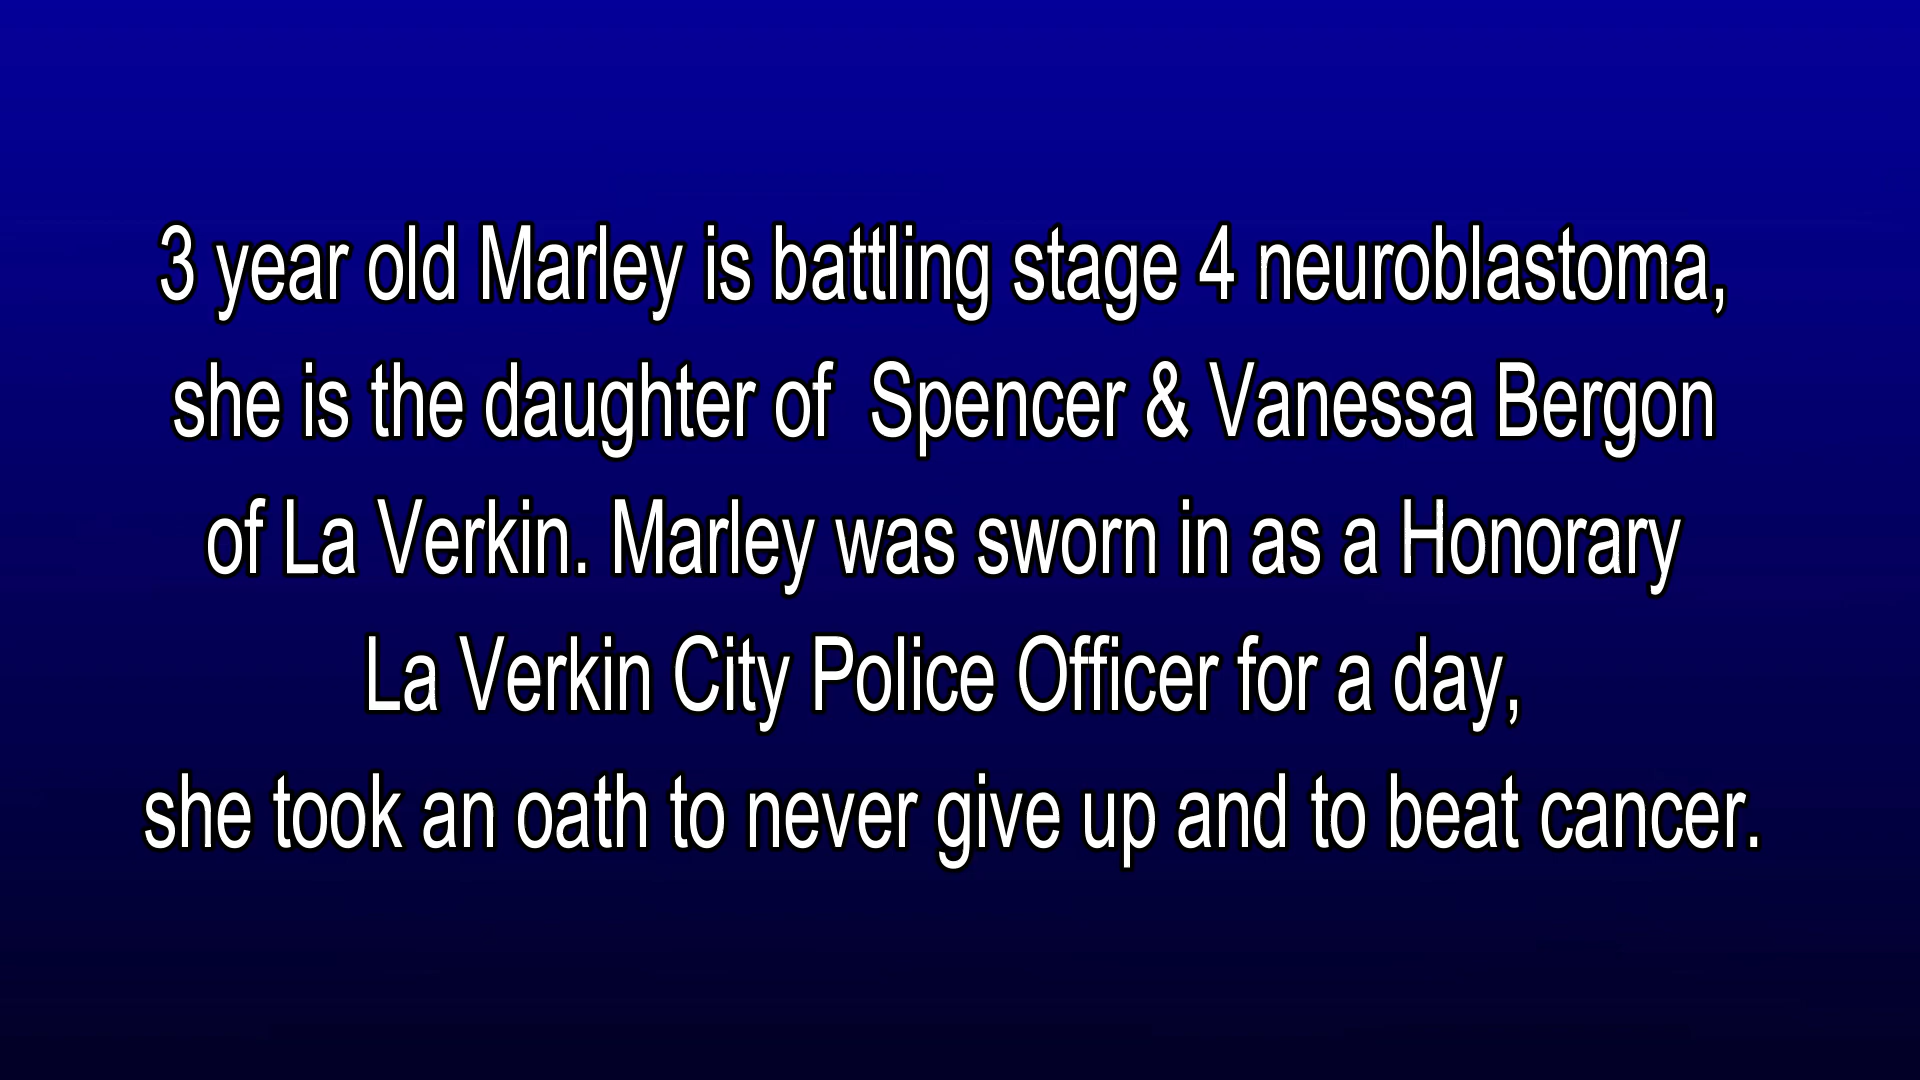 3 year old Marley is battling stage 4 neuroblastoma,
she is the daughter of  Spencer & Vanessa Bergon
of La Verkin. Marley was sworn in as a Honorary
La Verkin City Police Officer for a day,
she took an oath to never give up and to beat cancer.